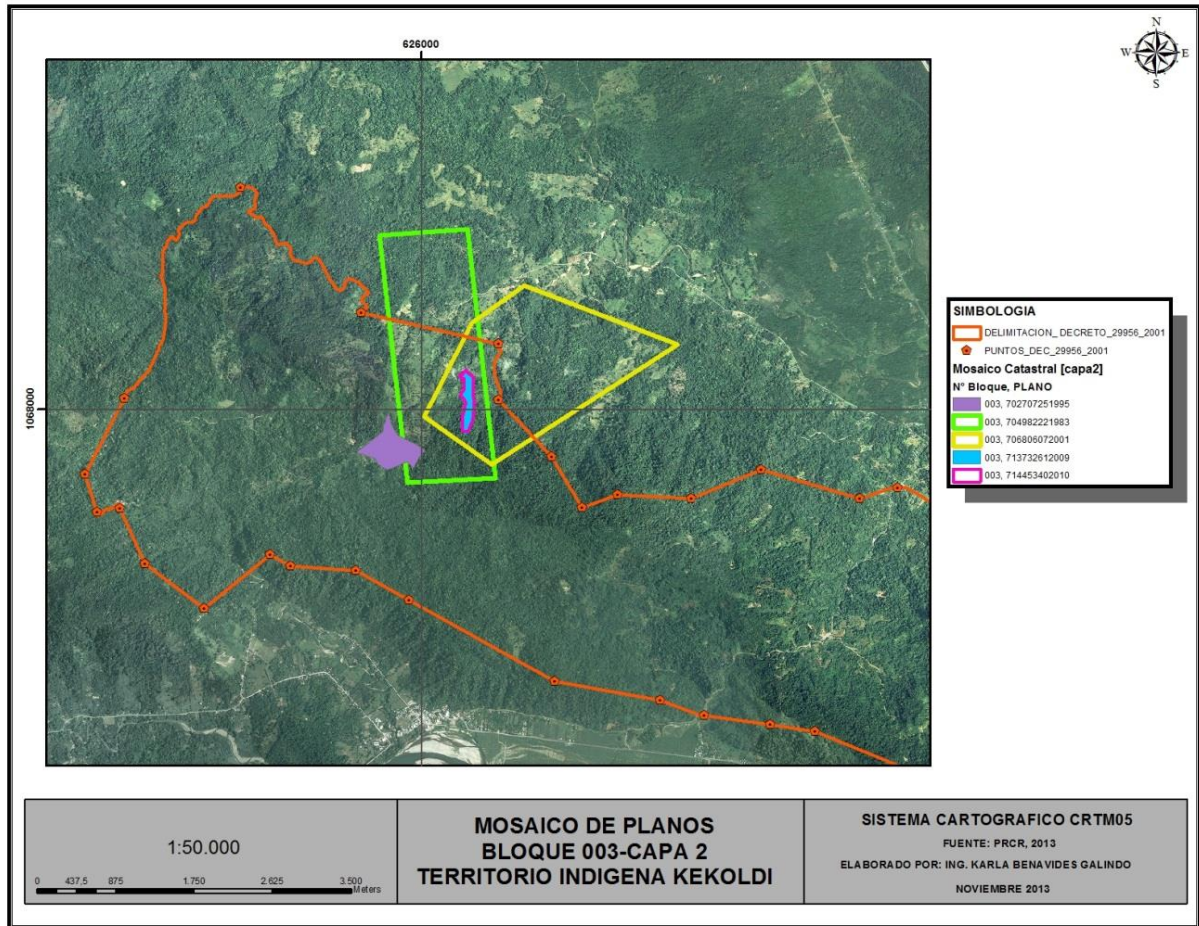 626000
N
W E
S
1068000
SIMBOLOGIA
DELIMITACION_DECRETO_29956_2001
PUNTOS_DEC_29956_2001
Mosaico Catastral [capa2]
N° Bloque, PLANO
003, 702707251995
003, 704982221983
003, 706806072001
003, 713732612009
003, 714453402010
1:50.000
0 437,5 875 1.750 2.625 3.500
Meters
MOSAICO DE PLANOS
BLOQUE 003-CAPA 2
TERRITORIO INDIGENA KEKOLDI
SISTEMA CARTOGRAFICO CRTM05
FUENTE: PRCR, 2013
ELABORADO POR: ING. KARLA BENAVIDES GALINDO
NOVIEMBRE 2013